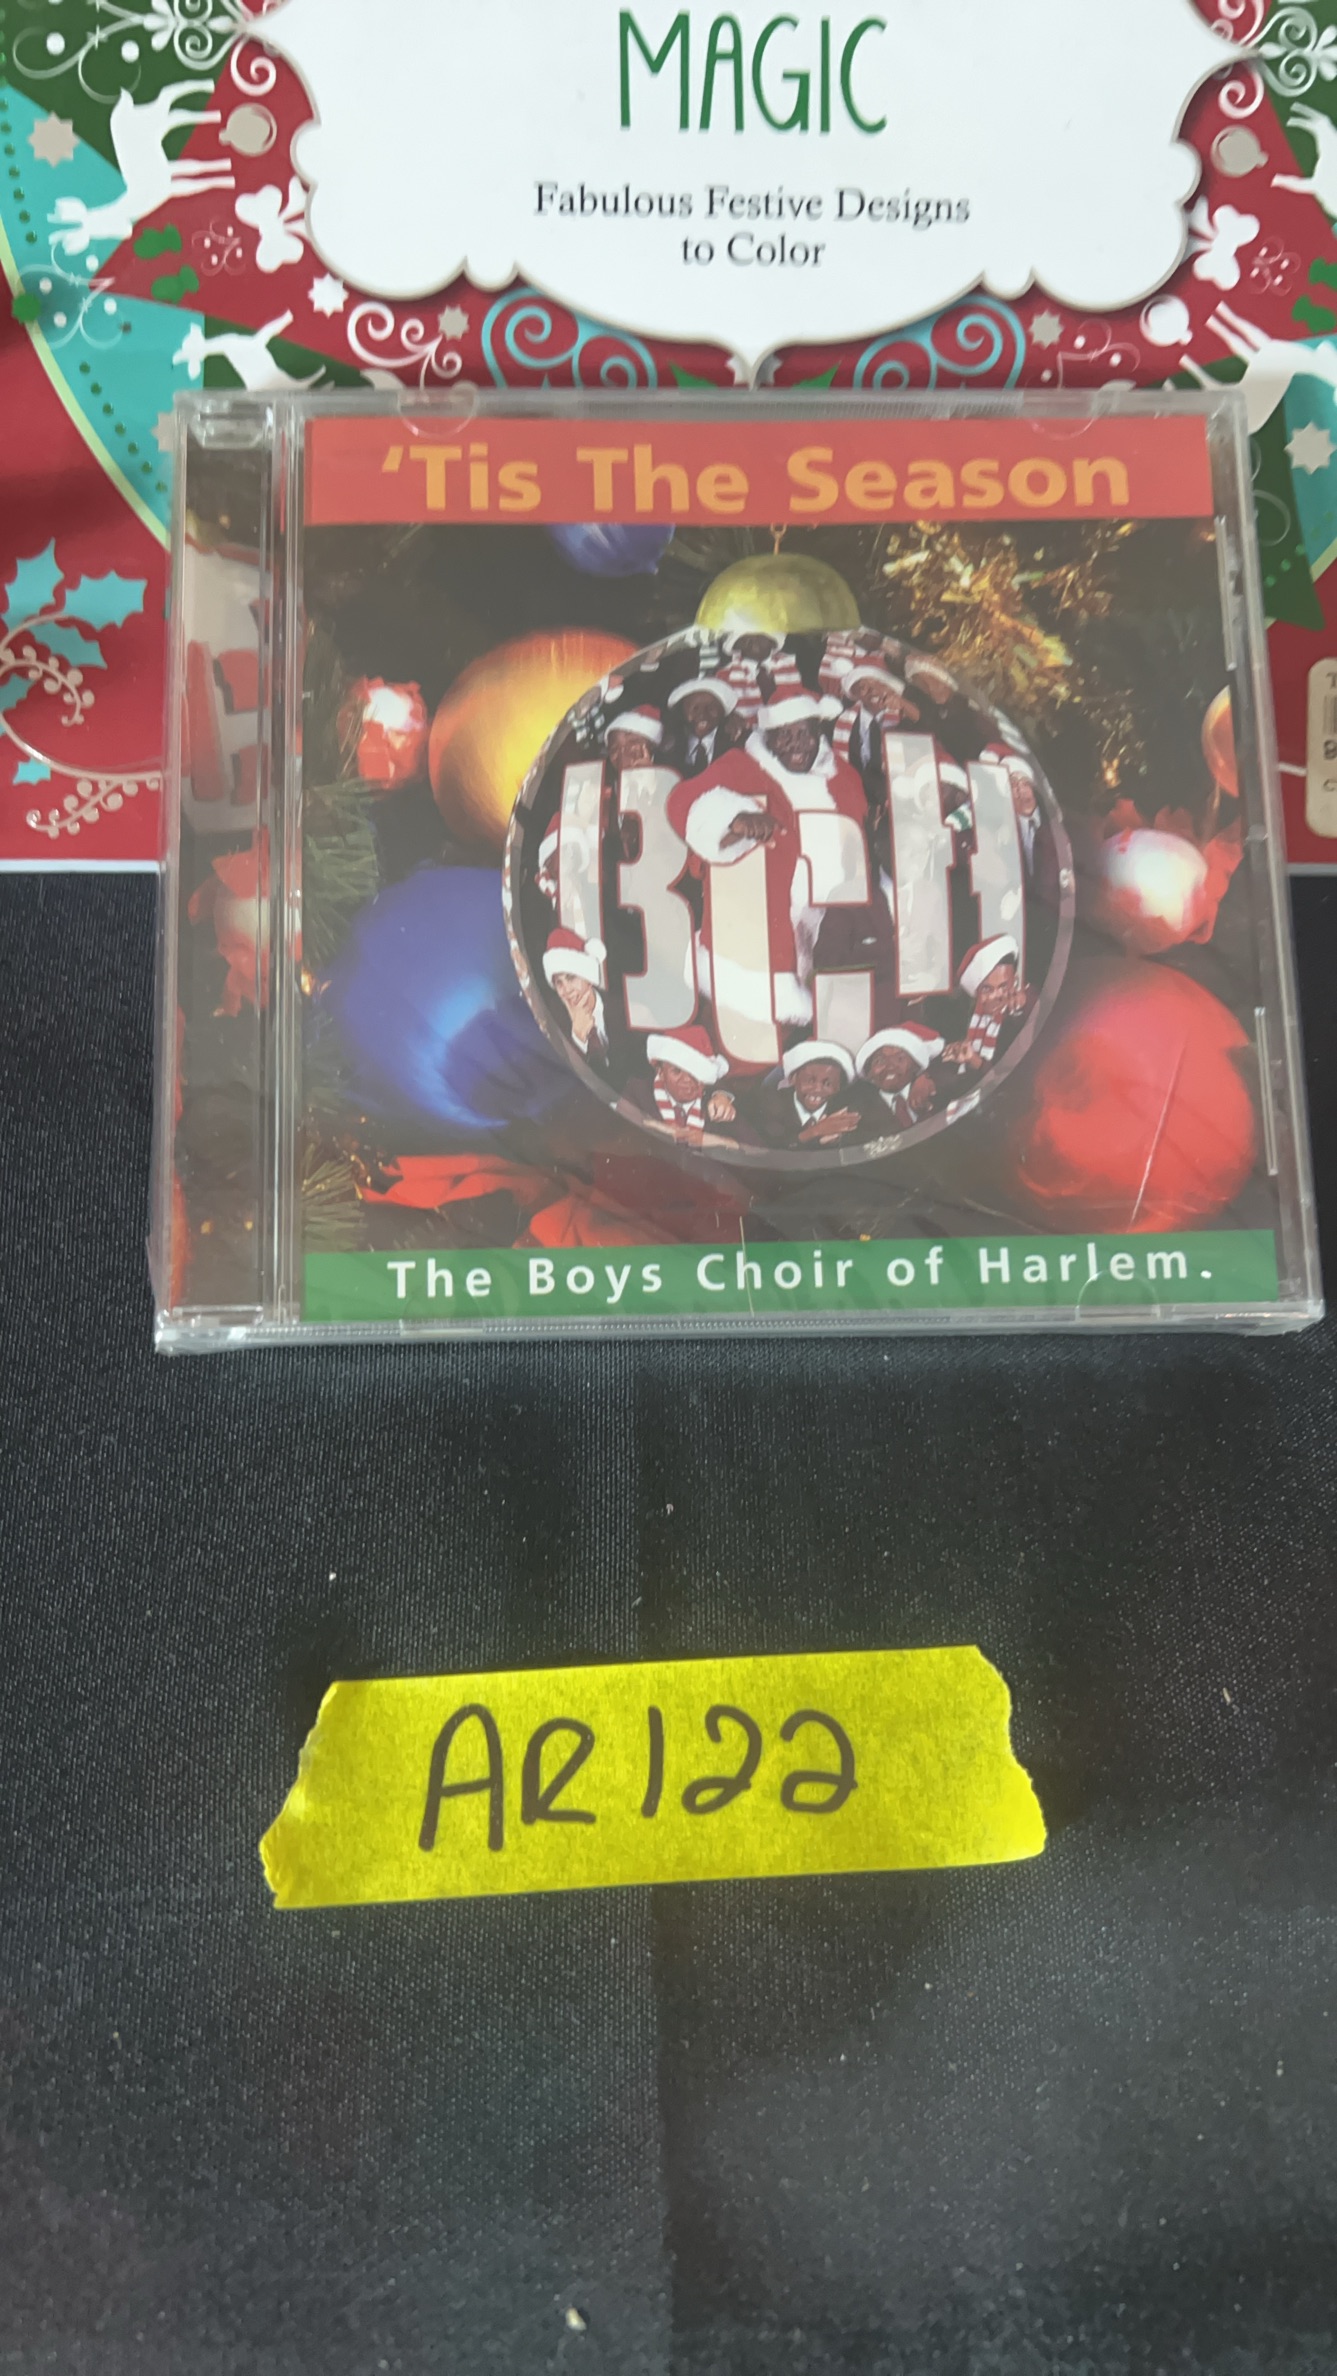 MAGIC
Fabulous Festive Designs
to Color
‘Tis The Season
BCH
The Boys Choir of Harlem.
AR122